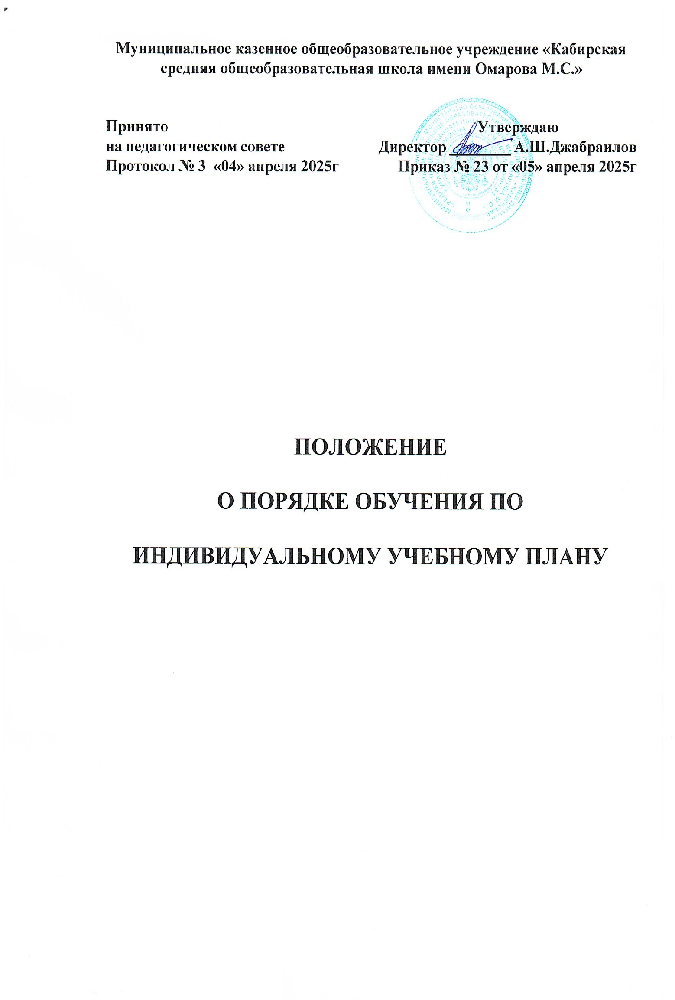 Муниципальное казенное общеобразовательное учреждение «Кабирская
средняя общеобразовательная школа имени Омарова М.С.»
Принято Утверждаю
на педагогическом совете Директор ________ А.Ш.Джабраилов
Протокол № 3 «04» апреля 2025г Приказ № 23 от «05» апреля 2025г
ПОЛОЖЕНИЕ
О ПОРЯДКЕ ОБУЧЕНИЯ ПО
ИНДИВИДУАЛЬНОМУ УЧЕБНОМУ ПЛАНУ